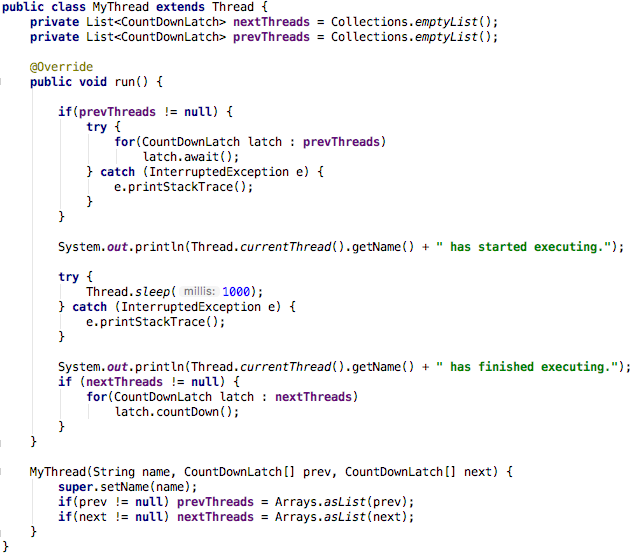 public class MyThread extends Thread {
    private List<CountDownLatch> nextThreads = Collections.emptyList();
    private List<CountDownLatch> prevThreads = Collections.emptyList();

    @Override
    public void run() {

        if(prevThreads != null) {
            try {
                for(CountDownLatch latch : prevThreads)
                    latch.await();
            } catch (InterruptedException e) {
                e.printStackTrace();
            }
        }

        System.out.println(Thread.currentThread().getName() + " has started executing.");

        try {
            Thread.sleep( millis: 1000);
        } catch (InterruptedException e) {
            e.printStackTrace();
        }

        System.out.println(Thread.currentThread().getName() + " has finished executing.");
        if (nextThreads != null) {
            for(CountDownLatch latch : nextThreads)
                latch.countDown();
        }
    }

    MyThread(String name, CountDownLatch[] prev, CountDownLatch[] next) {
        super.setName(name);
        if(prev != null) prevThreads = Arrays.asList(prev);
        if(next != null) nextThreads = Arrays.asList(next);
    }
}